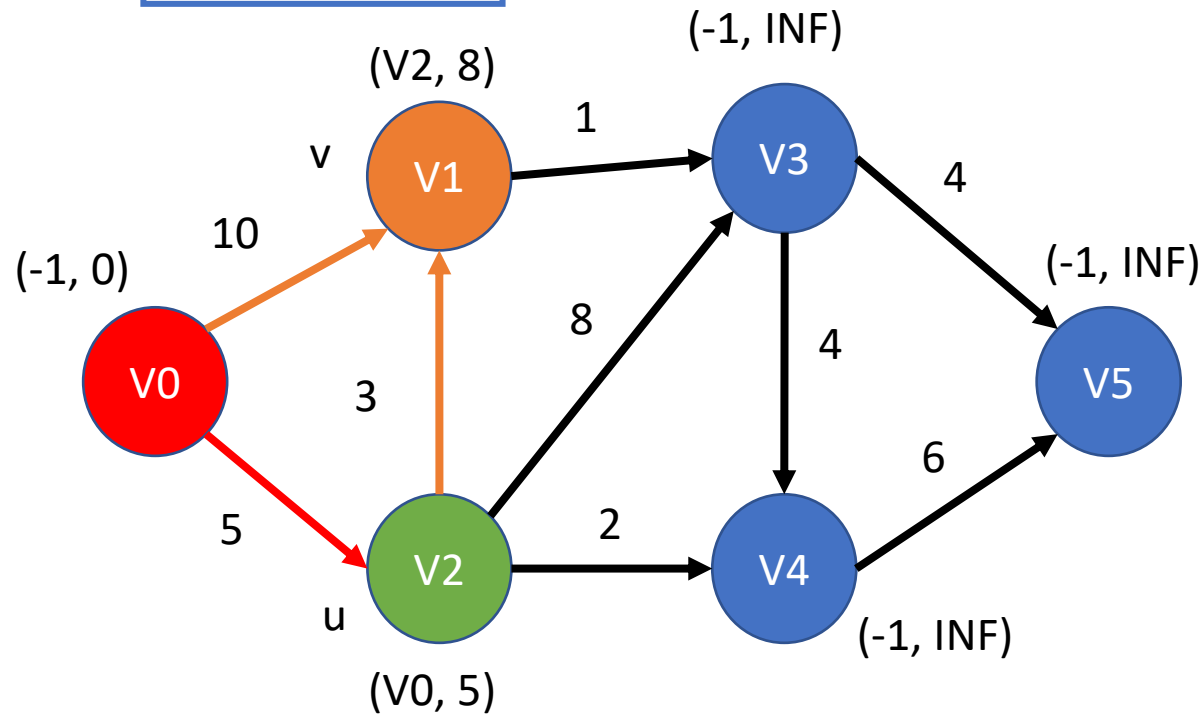 (-1, INF)
(V2, 8)
1
v
V1
V3
4
10
(-1, 0)
(-1, INF)
8
4
V0
3
V5
6
5
2
V2
V4
u
(-1, INF)
(V0, 5)